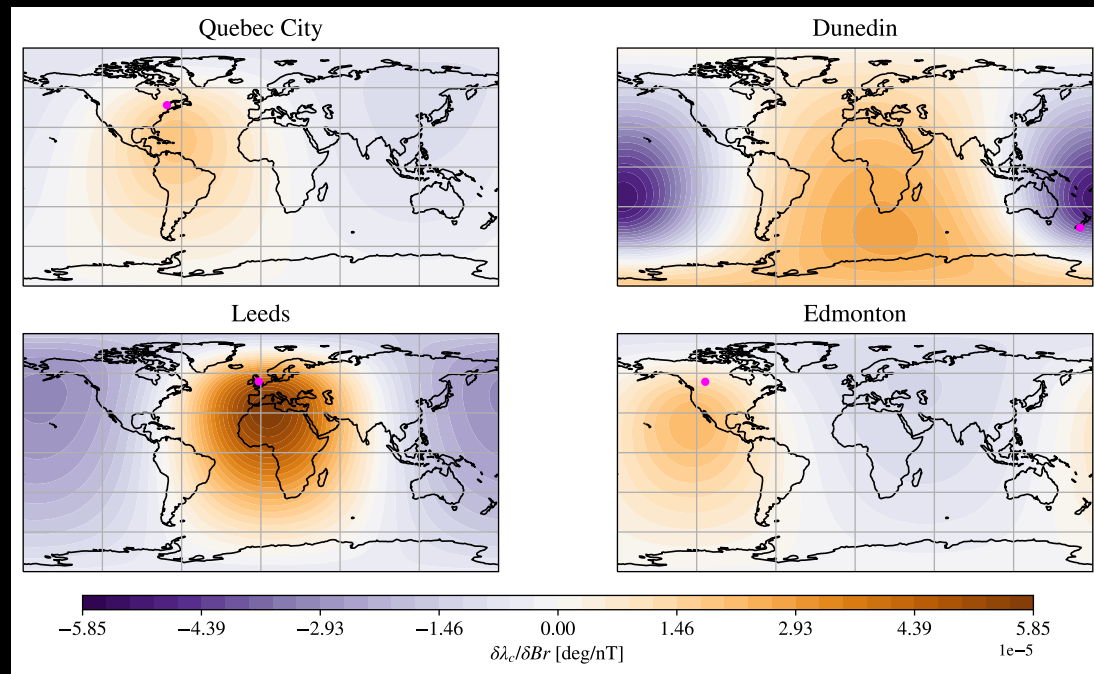 Quebec City
Dunedin
Leeds
Edmonton
−5.85 −4.39 −2.93 −1.46 0.00 1.46 2.93 4.39 5.85
δλc/δBr [deg/nT]
1e−5